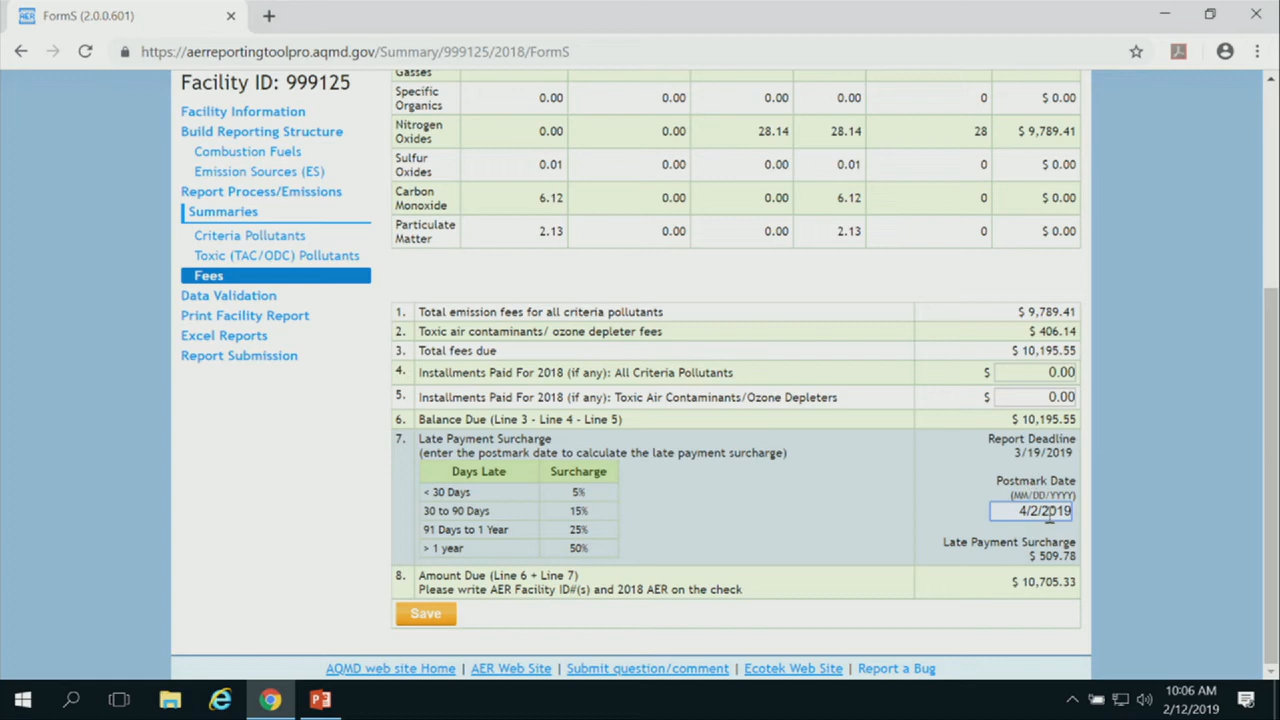 FormS (2.0.0.601)
https://aerreportingtoolpro.aqmd.gov/Summary/999125/2018/FormS
Facility ID: 999125
Facility Information
Build Reporting Structure
Combustion Fuels
Emission Sources (ES)
Report Process/Emissions
Summaries
Criteria Pollutants
Toxic (TAC/ODC) Pollutants
Fees
Data Validation
Print Facility Report
Excel Reports
Report Submission
Gasses
Specific Organics 0.00 0.00 0.00 0.00 0 $ 0.00
Nitrogen Oxides 0.00 0.00 28.14 28.14 28 $ 9,789.41
Sulfur Oxides 0.01 0.00 0.00 0.01 0 $ 0.00
Carbon Monoxide 6.12 0.00 0.00 6.12 0 $ 0.00
Particulate Matter 2.13 0.00 0.00 2.13 0 $ 0.00
1. Total emission fees for all criteria pollutants $ 9,789.41
2. Toxic air contaminants/ ozone depleter fees $ 406.14
3. Total fees due $ 10,195.55
4. Installments Paid For 2018 (if any): All Criteria Pollutants $ 0.00
5. Installments Paid For 2018 (if any): Toxic Air Contaminants/Ozone Depleters $ 0.00
6. Balance Due (Line 3 - Line 4 - Line 5) $ 10,195.55
7. Late Payment Surcharge
(enter the postmark date to calculate the late payment surcharge)
Days Late Surcharge
< 30 Days 5%
30 to 90 Days 15%
91 Days to 1 Year 25%
> 1 year 50%
Report Deadline
3/19/2019
Postmark Date
(MM/DD/YYYY)
4/2/2019
Late Payment Surcharge
$ 509.78
8. Amount Due (Line 6 + Line 7) $ 10,705.33
Please write AER Facility ID#(s) and 2018 AER on the check
Save
AQMD web site Home | AER Web Site | Submit question/comment | Ecotek Web Site | Report a Bug
10:06 AM
2/12/2019